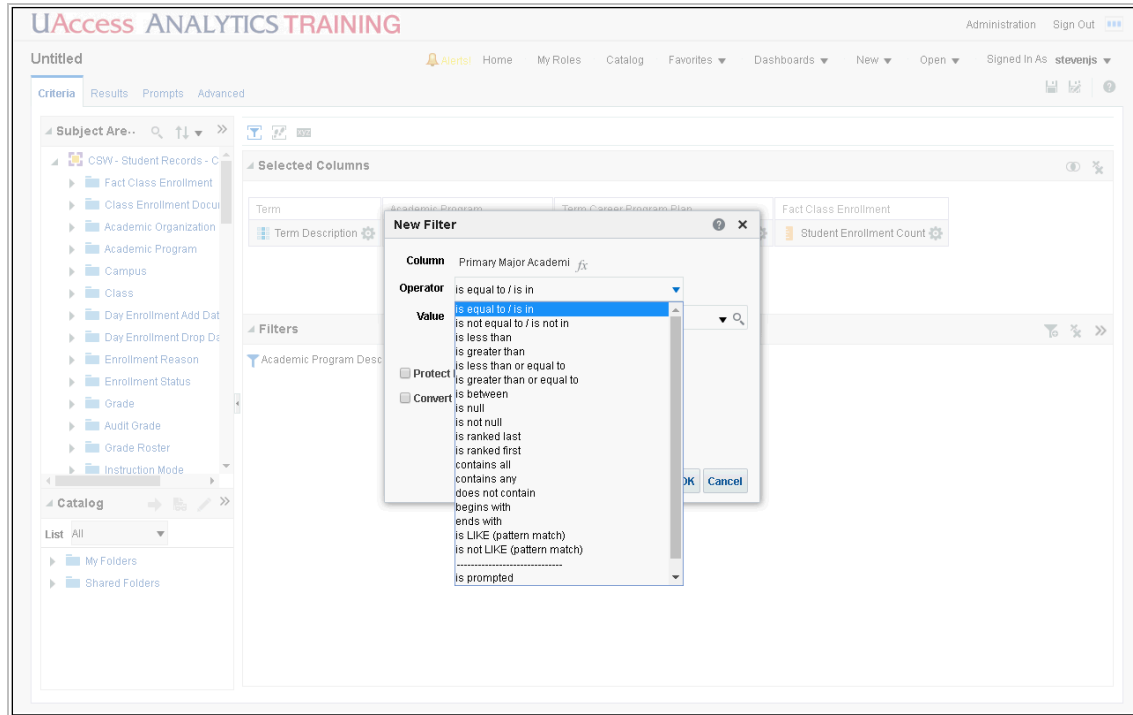 UAccess ANALYTICS TRAINING
Administration Sign Out
Untitled
Alerts! Home My Roles Catalog Favorites Dashboards New Open Signed In As stevenjs
Criteria Results Prompts Advanced
Subject Are..
CSW - Student Records - C
Fact Class Enrollment
Class Enrollment Docu
Academic Organization
Academic Program
Campus
Class
Day Enrollment Add Dat
Day Enrollment Drop Da
Enrollment Reason
Enrollment Status
Grade
Audit Grade
Grade Roster
Instruction Mode
Catalog
List All
My Folders
Shared Folders
Selected Columns
Term Academic Program Term Career Program Plan Fact Class Enrollment
Term Description Student Enrollment Count
Filters
Academic Program Desc
New Filter
Column Primary Major Academi fx
Operator is equal to / is in
Value
Protect
Convert
is equal to / is in
is not equal to / is not in
is less than
is greater than
is less than or equal to
is greater than or equal to
is between
is null
is not null
is ranked last
is ranked first
contains all
contains any
does not contain
begins with
ends with
is LIKE (pattern match)
is not LIKE (pattern match)
------------------------------
is prompted
OK Cancel